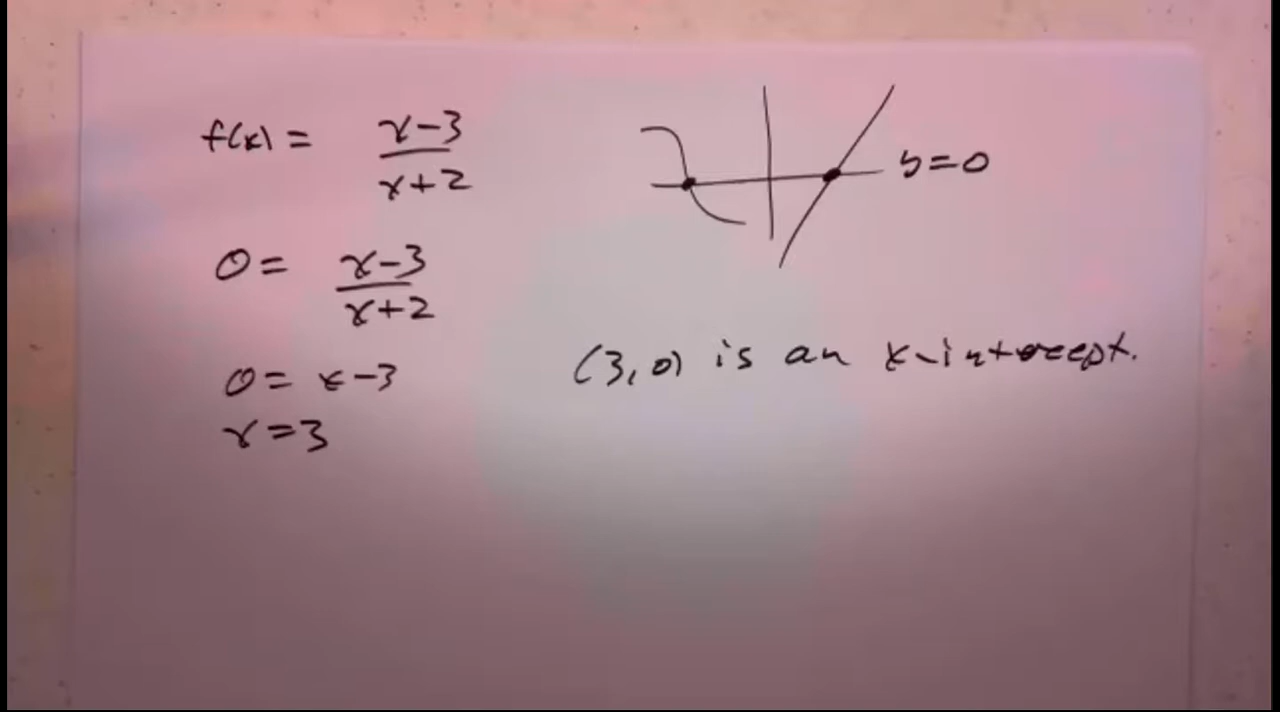 f(x) = x-3 / x+2
y=0
0 = x-3 / x+2
0 = x-3
x=3
(3,0) is an x-intercept.